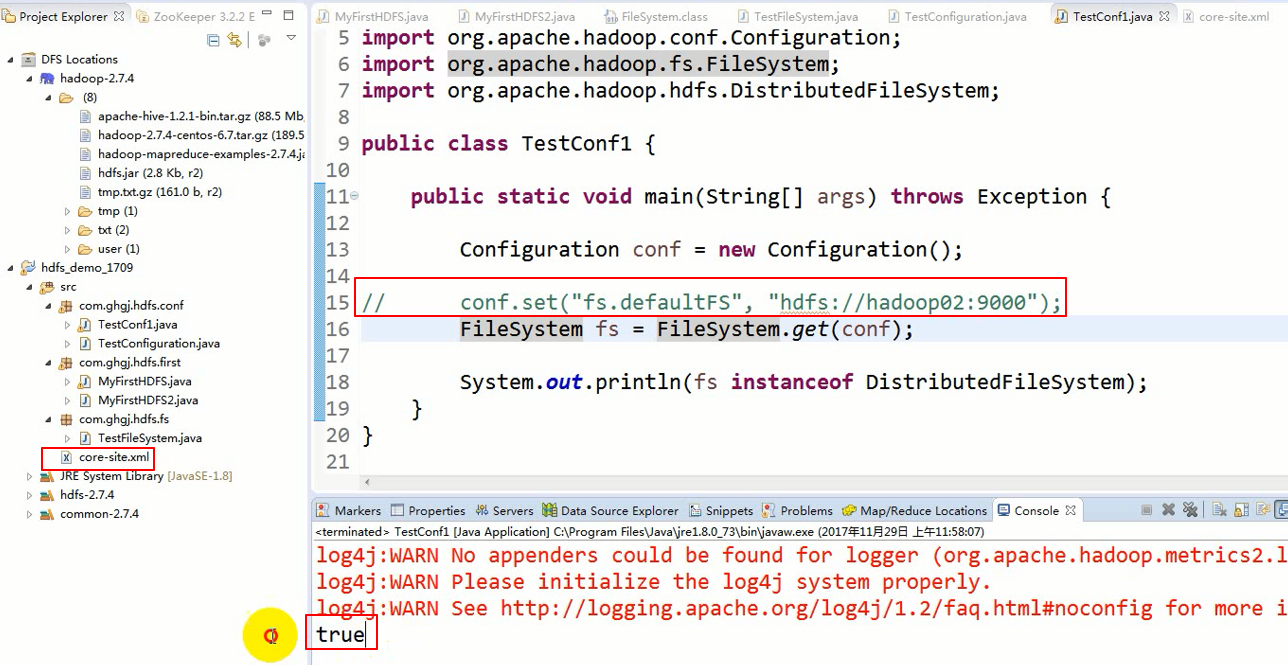 Project Explorer
ZooKeeper 3.2.2 E
DFS Locations
hadoop-2.7.4
(8)
apache-hive-1.2.1-bin.tar.gz (88.5 Mb,
hadoop-2.7.4-centos-6.7.tar.gz (189.5
hadoop-mapreduce-examples-2.7.4.ja
hdfs.jar (2.8 Kb, r2)
tmp.txt.gz (161.0 b, r2)
tmp (1)
txt (2)
user (1)
hdfs_demo_1709
src
com.ghgj.hdfs.conf
TestConf1.java
TestConfiguration.java
com.ghgj.hdfs.first
MyFirstHDFS.java
MyFirstHDFS2.java
com.ghgj.hdfs.fs
TestFileSystem.java
core-site.xml
JRE System Library [JavaSE-1.8]
hdfs-2.7.4
common-2.7.4
MyFirstHDFS.java MyFirstHDFS2.java FileSystem.class TestFileSystem.java TestConfiguration.java TestConf1.java core-site.xml
5 import org.apache.hadoop.conf.Configuration;
6 import org.apache.hadoop.fs.FileSystem;
7 import org.apache.hadoop.hdfs.DistributedFileSystem;
8
9 public class TestConf1 {
10
11 public static void main(String[] args) throws Exception {
12
13 Configuration conf = new Configuration();
14
15 // conf.set("fs.defaultFS", "hdfs://hadoop02:9000");
16 FileSystem fs = FileSystem.get(conf);
17
18 System.out.println(fs instanceof DistributedFileSystem);
19 }
20 }
21
Markers Properties Servers Data Source Explorer Snippets Problems Map/Reduce Locations Console
<terminated> TestConf1 [Java Application] C:\Program Files\Java\jre1.8.0_73\bin\javaw.exe (2017年11月29日 上午11:58:07)
log4j:WARN No appenders could be found for logger (org.apache.hadoop.metrics2.l
log4j:WARN Please initialize the log4j system properly.
log4j:WARN See http://logging.apache.org/log4j/1.2/faq.html#noconfig for more i
true